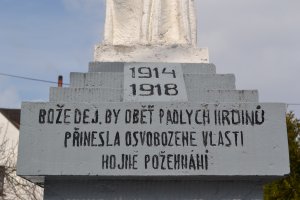 1914
1918
BOŽE DEJ, BY OBĚŤ PADLÝCH HRDINŮ
PŘINESLA OSVOBOZENÉ VLASTI
HOJNÉ POŽEHNÁNÍ